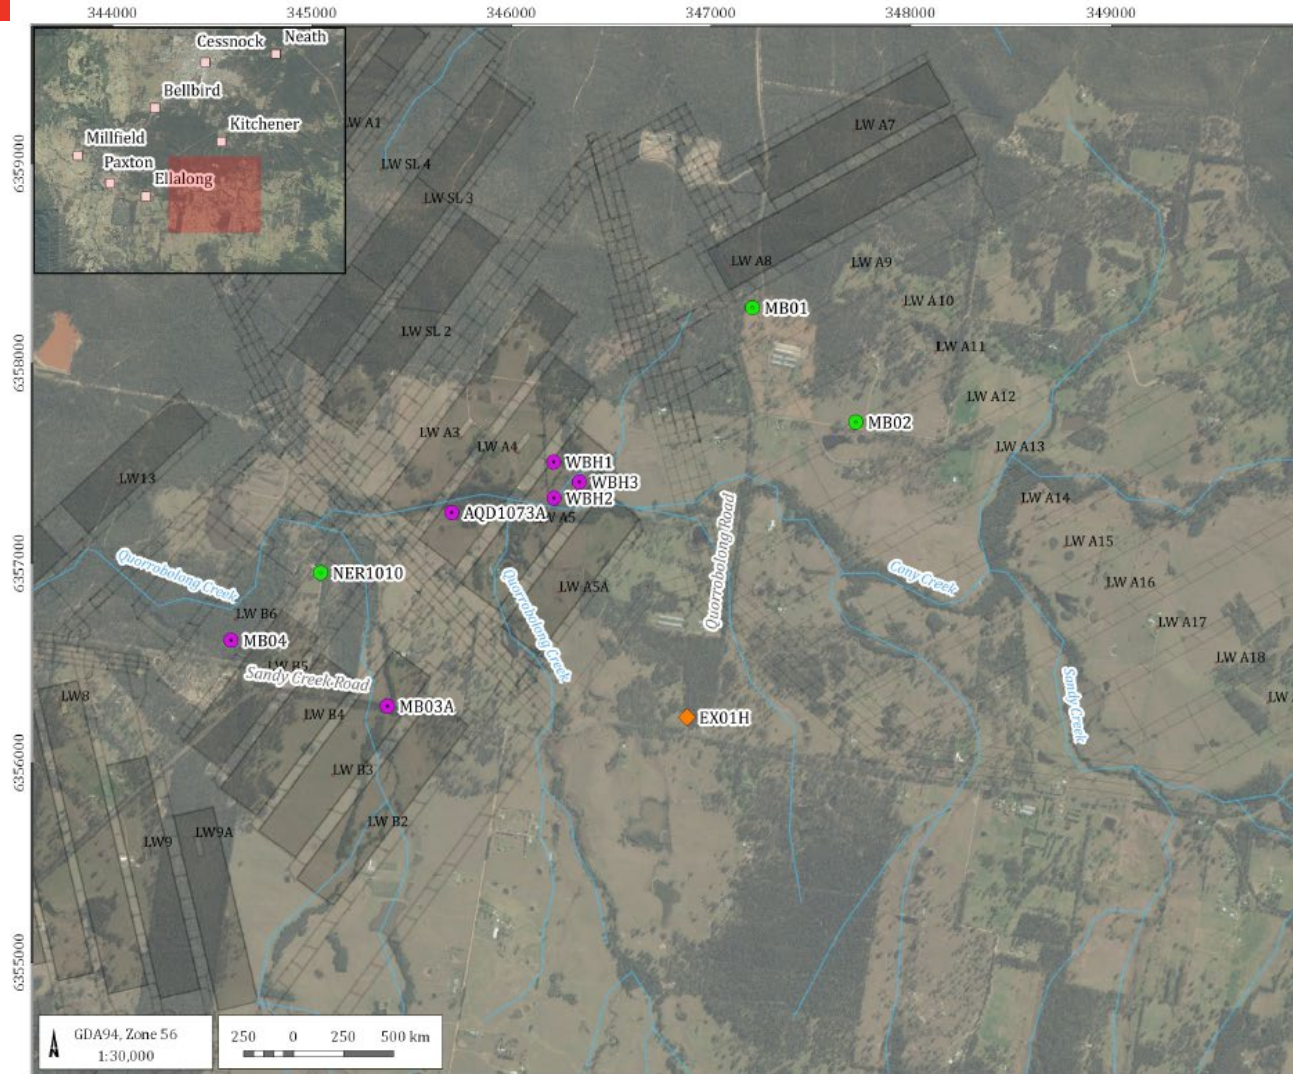 344000
345000
346000
347000
348000
349000
6359000
6358000
6357000
6356000
6355000
Cessnock
Neath
Bellbird
Kitchener
Millfield
Paxton
Ellalong
LW A7
LW SL 4
LW SL 3
LW A8
LW A9
LW A10
MB01
LW SL 2
LW A11
LW A12
MB02
LW A3
LW A4
LW A13
WBH1
LW13
WBH3
WBH2
LW A14
AQD1073A
Quorrobolong Road
LW A15
Quorrobolong Creek
NER1010
Cony Creek
LW A16
LW A5A
LW B6
Quorrobolong Creek
LW A17
MB04
LW B5
LW A18
Sandy Creek Road
LW8
MB03A
Sandy Creek
LW B4
EX01H
LW B3
LW B2
LW9A
LW9
GDA94, Zone 56
1:30,000
250 0 250 500 km